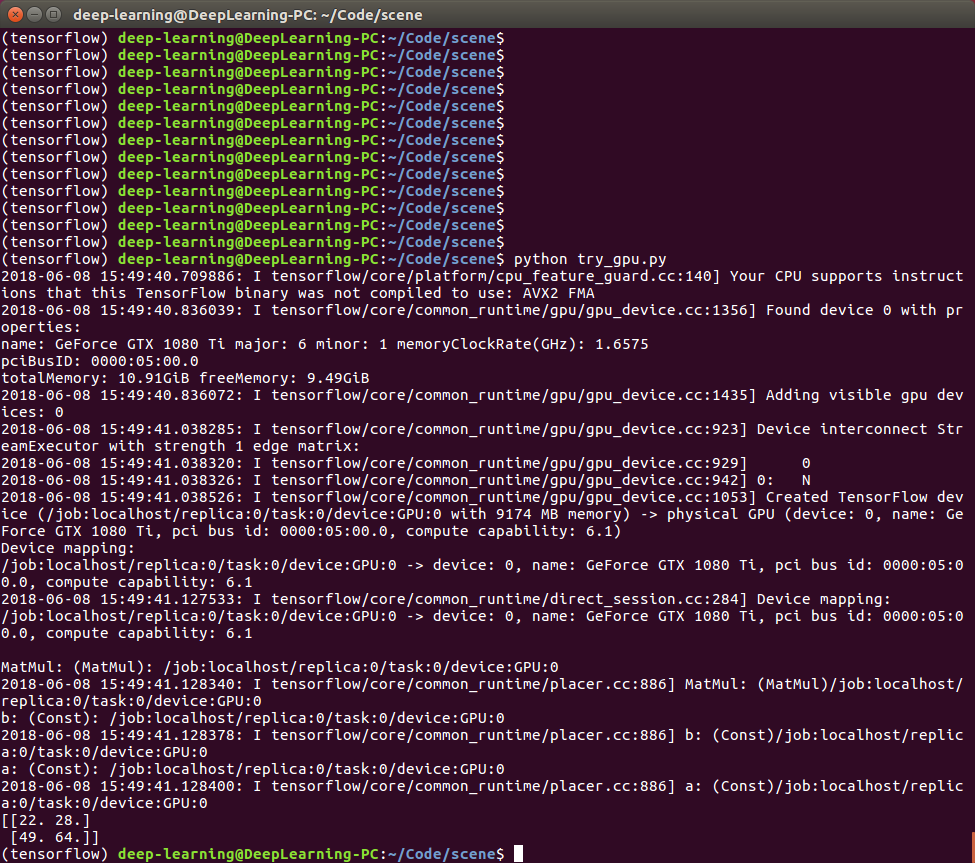 deep-learning@DeepLearning-PC: ~/Code/scene
(tensorflow) deep-learning@DeepLearning-PC:~/Code/scene$
(tensorflow) deep-learning@DeepLearning-PC:~/Code/scene$
(tensorflow) deep-learning@DeepLearning-PC:~/Code/scene$
(tensorflow) deep-learning@DeepLearning-PC:~/Code/scene$
(tensorflow) deep-learning@DeepLearning-PC:~/Code/scene$
(tensorflow) deep-learning@DeepLearning-PC:~/Code/scene$
(tensorflow) deep-learning@DeepLearning-PC:~/Code/scene$
(tensorflow) deep-learning@DeepLearning-PC:~/Code/scene$
(tensorflow) deep-learning@DeepLearning-PC:~/Code/scene$
(tensorflow) deep-learning@DeepLearning-PC:~/Code/scene$
(tensorflow) deep-learning@DeepLearning-PC:~/Code/scene$
(tensorflow) deep-learning@DeepLearning-PC:~/Code/scene$
(tensorflow) deep-learning@DeepLearning-PC:~/Code/scene$
(tensorflow) deep-learning@DeepLearning-PC:~/Code/scene$ python try_gpu.py
2018-06-08 15:49:40.709886: I tensorflow/core/platform/cpu_feature_guard.cc:140] Your CPU supports instruct
ions that this TensorFlow binary was not compiled to use: AVX2 FMA
2018-06-08 15:49:40.836039: I tensorflow/core/common_runtime/gpu/gpu_device.cc:1356] Found device 0 with pr
operties:
name: GeForce GTX 1080 Ti major: 6 minor: 1 memoryClockRate(GHz): 1.6575
pciBusID: 0000:05:00.0
totalMemory: 10.91GiB freeMemory: 9.49GiB
2018-06-08 15:49:40.836072: I tensorflow/core/common_runtime/gpu/gpu_device.cc:1435] Adding visible gpu dev
ices: 0
2018-06-08 15:49:41.038285: I tensorflow/core/common_runtime/gpu/gpu_device.cc:923] Device interconnect Str
eamExecutor with strength 1 edge matrix:
2018-06-08 15:49:41.038320: I tensorflow/core/common_runtime/gpu/gpu_device.cc:929]      0
2018-06-08 15:49:41.038326: I tensorflow/core/common_runtime/gpu/gpu_device.cc:942] 0:   N
2018-06-08 15:49:41.038526: I tensorflow/core/common_runtime/gpu/gpu_device.cc:1053] Created TensorFlow dev
ice (/job:localhost/replica:0/task:0/device:GPU:0 with 9174 MB memory) -> physical GPU (device: 0, name: Ge
Force GTX 1080 Ti, pci bus id: 0000:05:00.0, compute capability: 6.1)
Device mapping:
/job:localhost/replica:0/task:0/device:GPU:0 -> device: 0, name: GeForce GTX 1080 Ti, pci bus id: 0000:05:0
0.0, compute capability: 6.1
2018-06-08 15:49:41.127533: I tensorflow/core/common_runtime/direct_session.cc:284] Device mapping:
/job:localhost/replica:0/task:0/device:GPU:0 -> device: 0, name: GeForce GTX 1080 Ti, pci bus id: 0000:05:0
0.0, compute capability: 6.1

MatMul: (MatMul): /job:localhost/replica:0/task:0/device:GPU:0
2018-06-08 15:49:41.128340: I tensorflow/core/common_runtime/placer.cc:886] MatMul: (MatMul)/job:localhost/
replica:0/task:0/device:GPU:0
b: (Const): /job:localhost/replica:0/task:0/device:GPU:0
2018-06-08 15:49:41.128378: I tensorflow/core/common_runtime/placer.cc:886] b: (Const)/job:localhost/replic
a:0/task:0/device:GPU:0
a: (Const): /job:localhost/replica:0/task:0/device:GPU:0
2018-06-08 15:49:41.128400: I tensorflow/core/common_runtime/placer.cc:886] a: (Const)/job:localhost/replic
a:0/task:0/device:GPU:0
[[22. 28.]
 [49. 64.]]
(tensorflow) deep-learning@DeepLearning-PC:~/Code/scene$